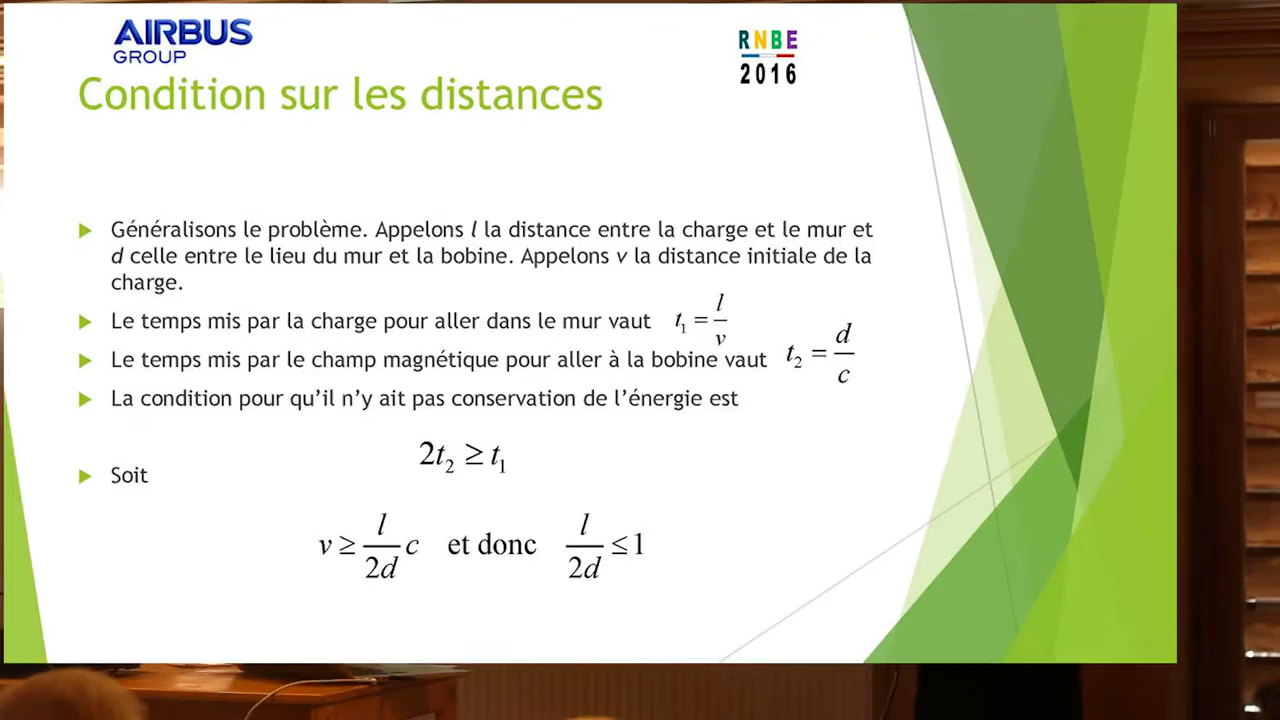 AIRBUS
GROUP
RNBE
2016
Condition sur les distances
Généralisons le problème. Appelons l la distance entre la charge et le mur et
d celle entre le lieu du mur et la bobine. Appelons v la distance initiale de la
charge.
Le temps mis par la charge pour aller dans le mur vaut t₁ = l/v
Le temps mis par le champ magnétique pour aller à la bobine vaut t₂ = d/c
La condition pour qu’il n’y ait pas conservation de l’énergie est
2t₂ ≥ t₁
Soit
v ≥ l/2d c et donc l/2d ≤ 1